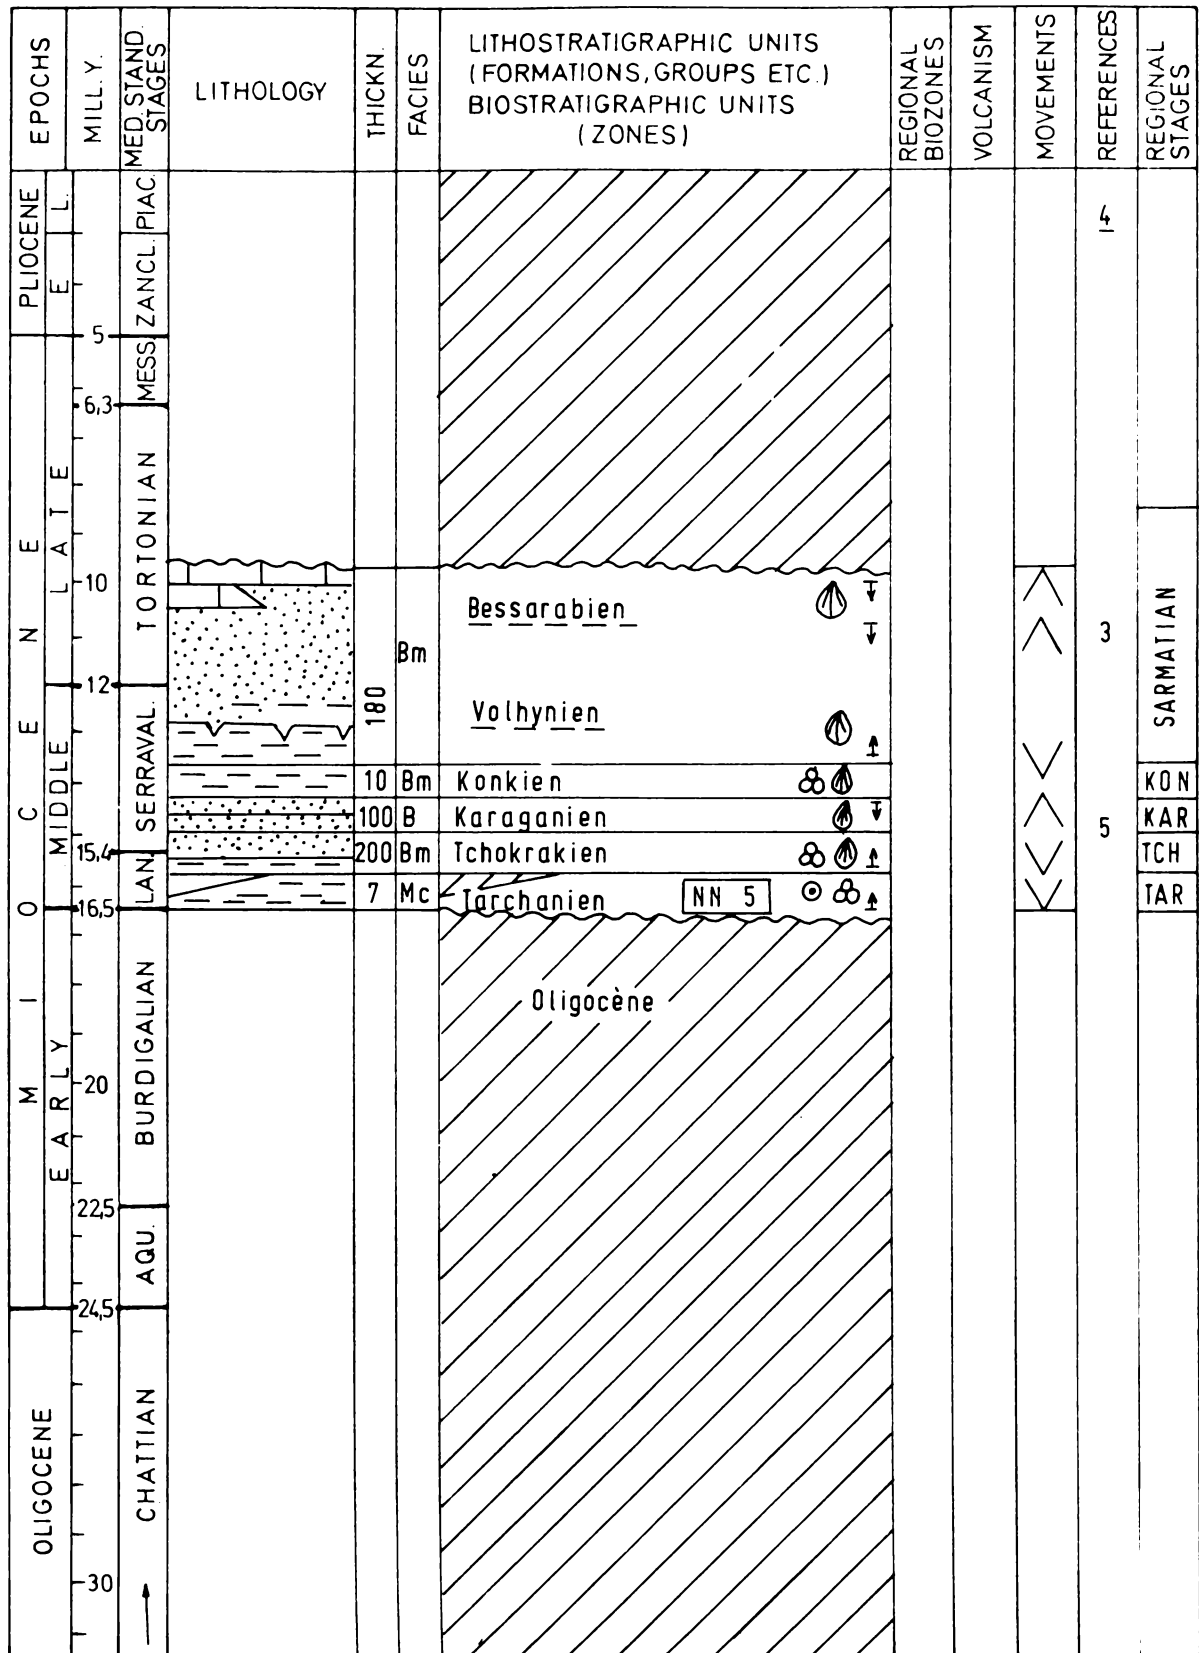 EPOCHS
MILL. Y.
MED. STAND.
STAGES
LITHOLOGY
THICKN.
FACIES
LITHOSTRATIGRAPHIC UNITS
(FORMATIONS, GROUPS ETC.)
BIOSTRATIGRAPHIC UNITS
(ZONES)
REGIONAL
BIOZONES
VOLCANISM
MOVEMENTS
REFERENCES
REGIONAL
STAGES
PLIOCENE
L.
E
PIAC.
ZANCL.
4
5
MESS.
6,3
MIOCENE
LATE
TORTONIAN
10
Bessarabien
Bm
3
SARMATIAN
12
180
Volhynien
MIDDLE
SERRAVAL.
10 Bm Konkien KON
100 B Karaganien KAR
5
15,4
200 Bm Tchokrakien TCH
LAN.
7 Mc Tarchanien NN 5 TAR
16,5
EARLY
BURDIGALIAN
Oligocène
20
22,5
AQU.
24,5
OLIGOCENE
CHATTIAN
30